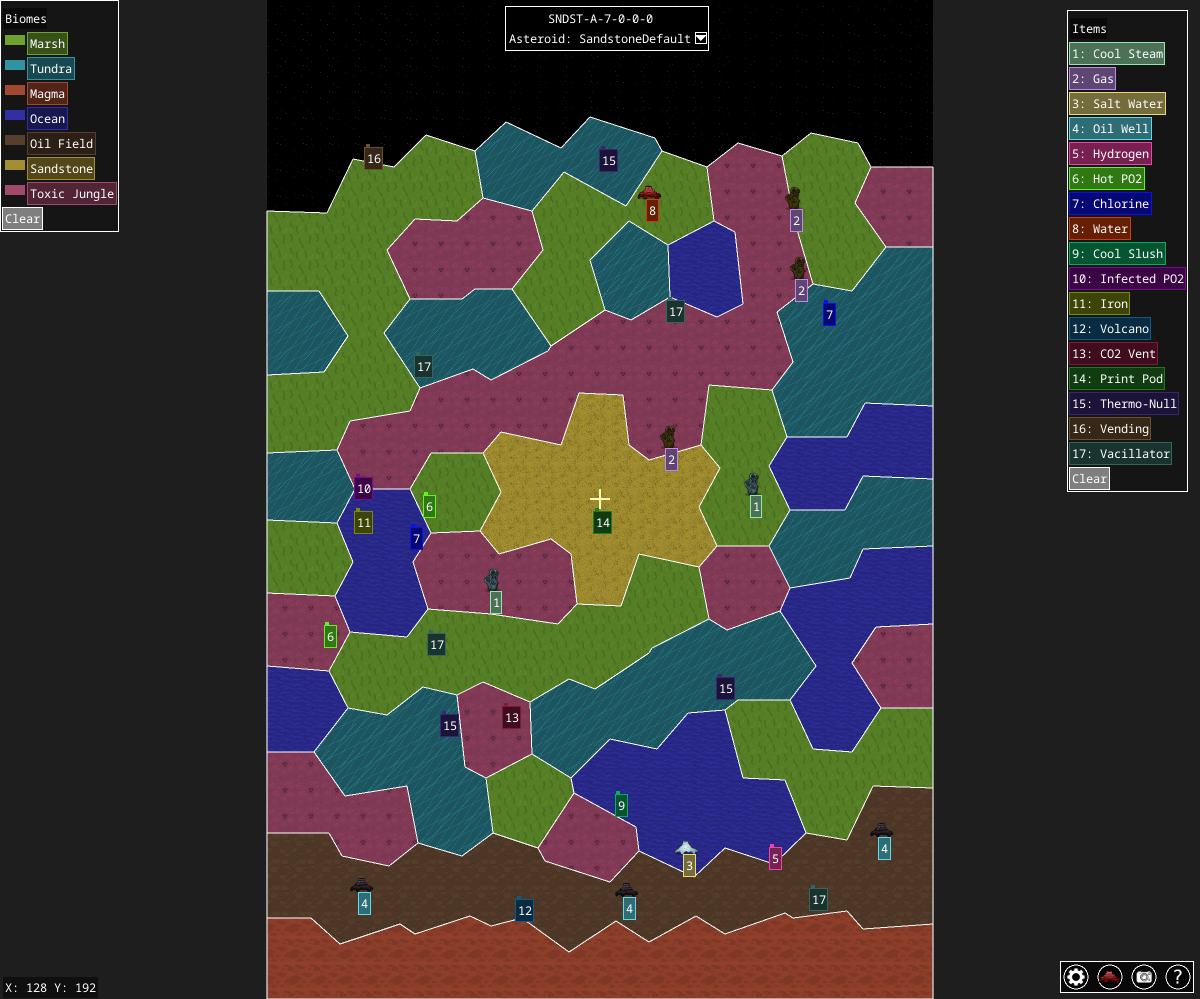 Biomes
Marsh
Tundra
Magma
Ocean
Oil Field
Sandstone
Toxic Jungle
Clear
SNDST-A-7-0-0-0
Asteroid: SandstoneDefault
Items
1: Cool Steam
2: Gas
3: Salt Water
4: Oil Well
5: Hydrogen
6: Hot PO2
7: Chlorine
8: Water
9: Cool Slush
10: Infected PO2
11: Iron
12: Volcano
13: CO2 Vent
14: Print Pod
15: Thermo-Null
16: Vending
17: Vacillator
Clear
16
15
8
2
2
17
7
17
2
10
6
1
11
14
7
1
6
17
15
13
15
9
4
5
3
4
17
4
12
X: 128 Y: 192
?